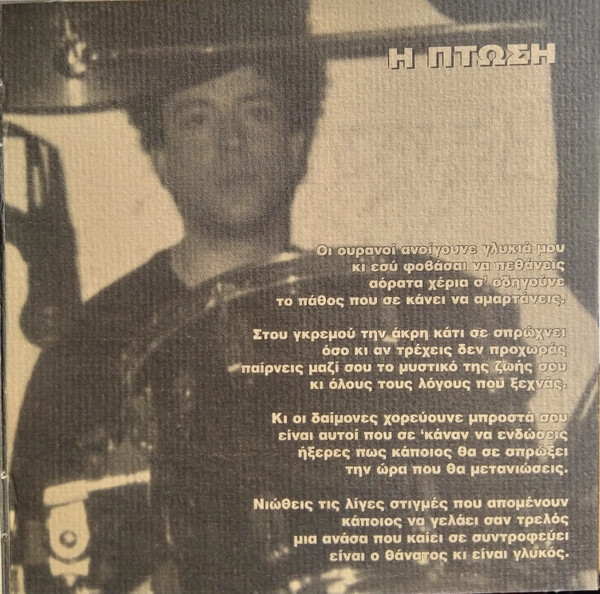 Η ΠΤΩΣΗ
Οι ουρανοί ανοίγουνε γλυκιά μου
κι εσύ φοβάσαι να πεθάνεις
αόρατα χέρια σ' οδηγούνε
το πάθος που σε κάνει να αμαρτάνεις.
Στου γκρεμού την άκρη κάτι σε σπρώχνει
όσο κι αν τρέχεις δεν προχωράς
παίρνεις μαζί σου το μυστικό της ζωής σου
κι όλους τους λόγους που ξεχνάς.
Κι οι δαίμονες χορεύουνε μπροστά σου
είναι αυτοί που σε 'κάναν να ενδώσεις
ήξερες πως κάποιος θα σε σπρώξει
την ώρα που θα μετανιώσεις.
Νιώθεις τις λίγες στιγμές που απομένουν
κάποιος να γελάει σαν τρελός
μια ανάσα που καίει σε συντροφεύει
είναι ο θάνατος κι είναι γλυκός.